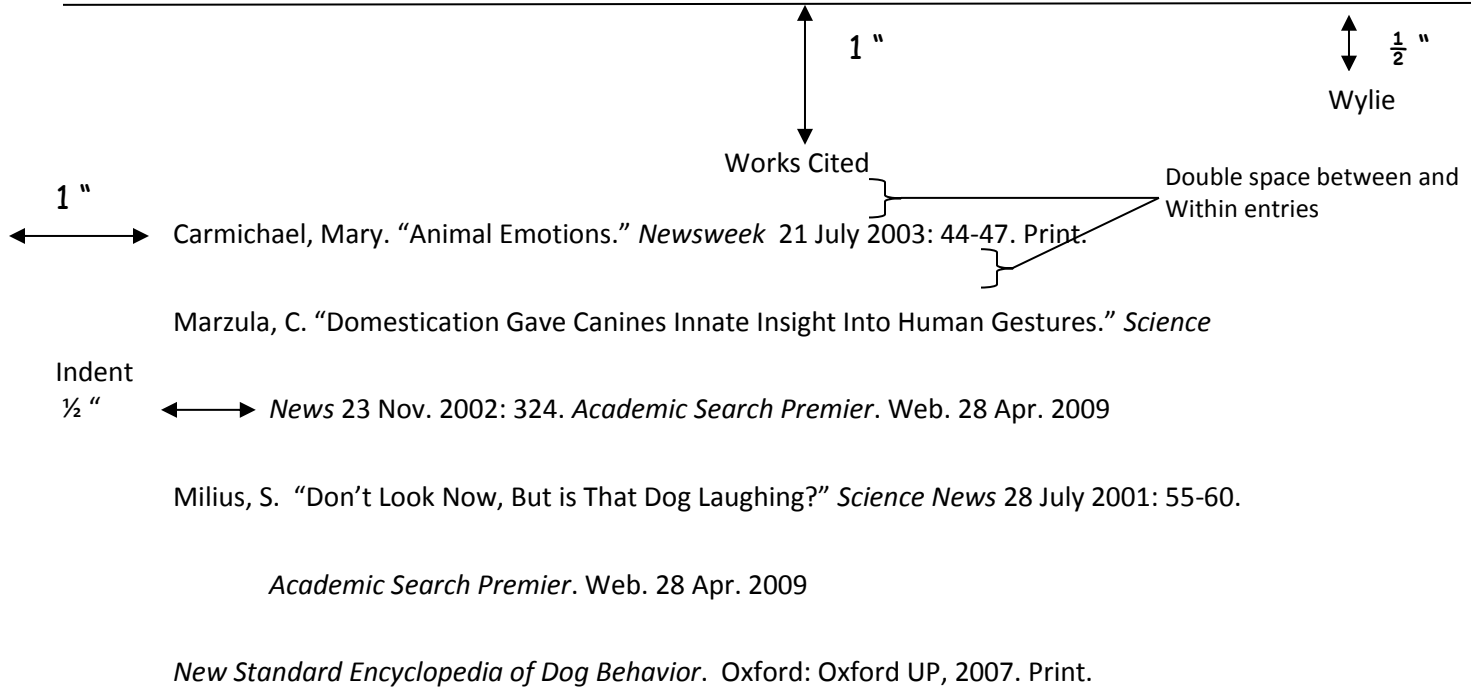 1 “
½ “
Wylie
Works Cited
Double space between and
Within entries
1 “
Carmichael, Mary. “Animal Emotions.” Newsweek 21 July 2003: 44-47. Print.
Marzula, C. “Domestication Gave Canines Innate Insight Into Human Gestures.” Science
Indent
½ “
News 23 Nov. 2002: 324. Academic Search Premier. Web. 28 Apr. 2009
Milius, S. “Don’t Look Now, But is That Dog Laughing?” Science News 28 July 2001: 55-60.
Academic Search Premier. Web. 28 Apr. 2009
New Standard Encyclopedia of Dog Behavior. Oxford: Oxford UP, 2007. Print.